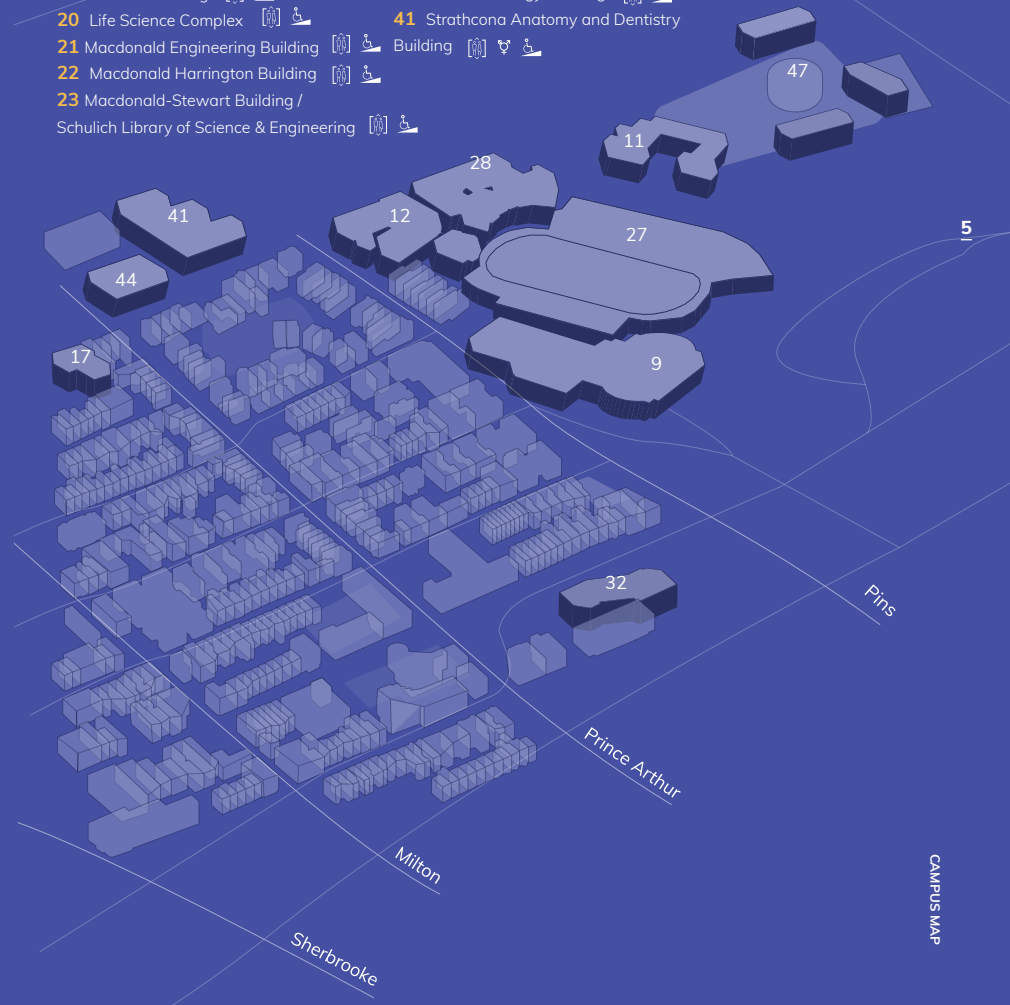 20 Life Science Complex
21 Macdonald Engineering Building
22 Macdonald Harrington Building
23 Macdonald-Stewart Building /
Schulich Library of Science & Engineering
41 Strathcona Anatomy and Dentistry
Building
47
11
28
41
12
27
5
44
17
9
32
Pins
Prince Arthur
Milton
Sherbrooke
CAMPUS MAP